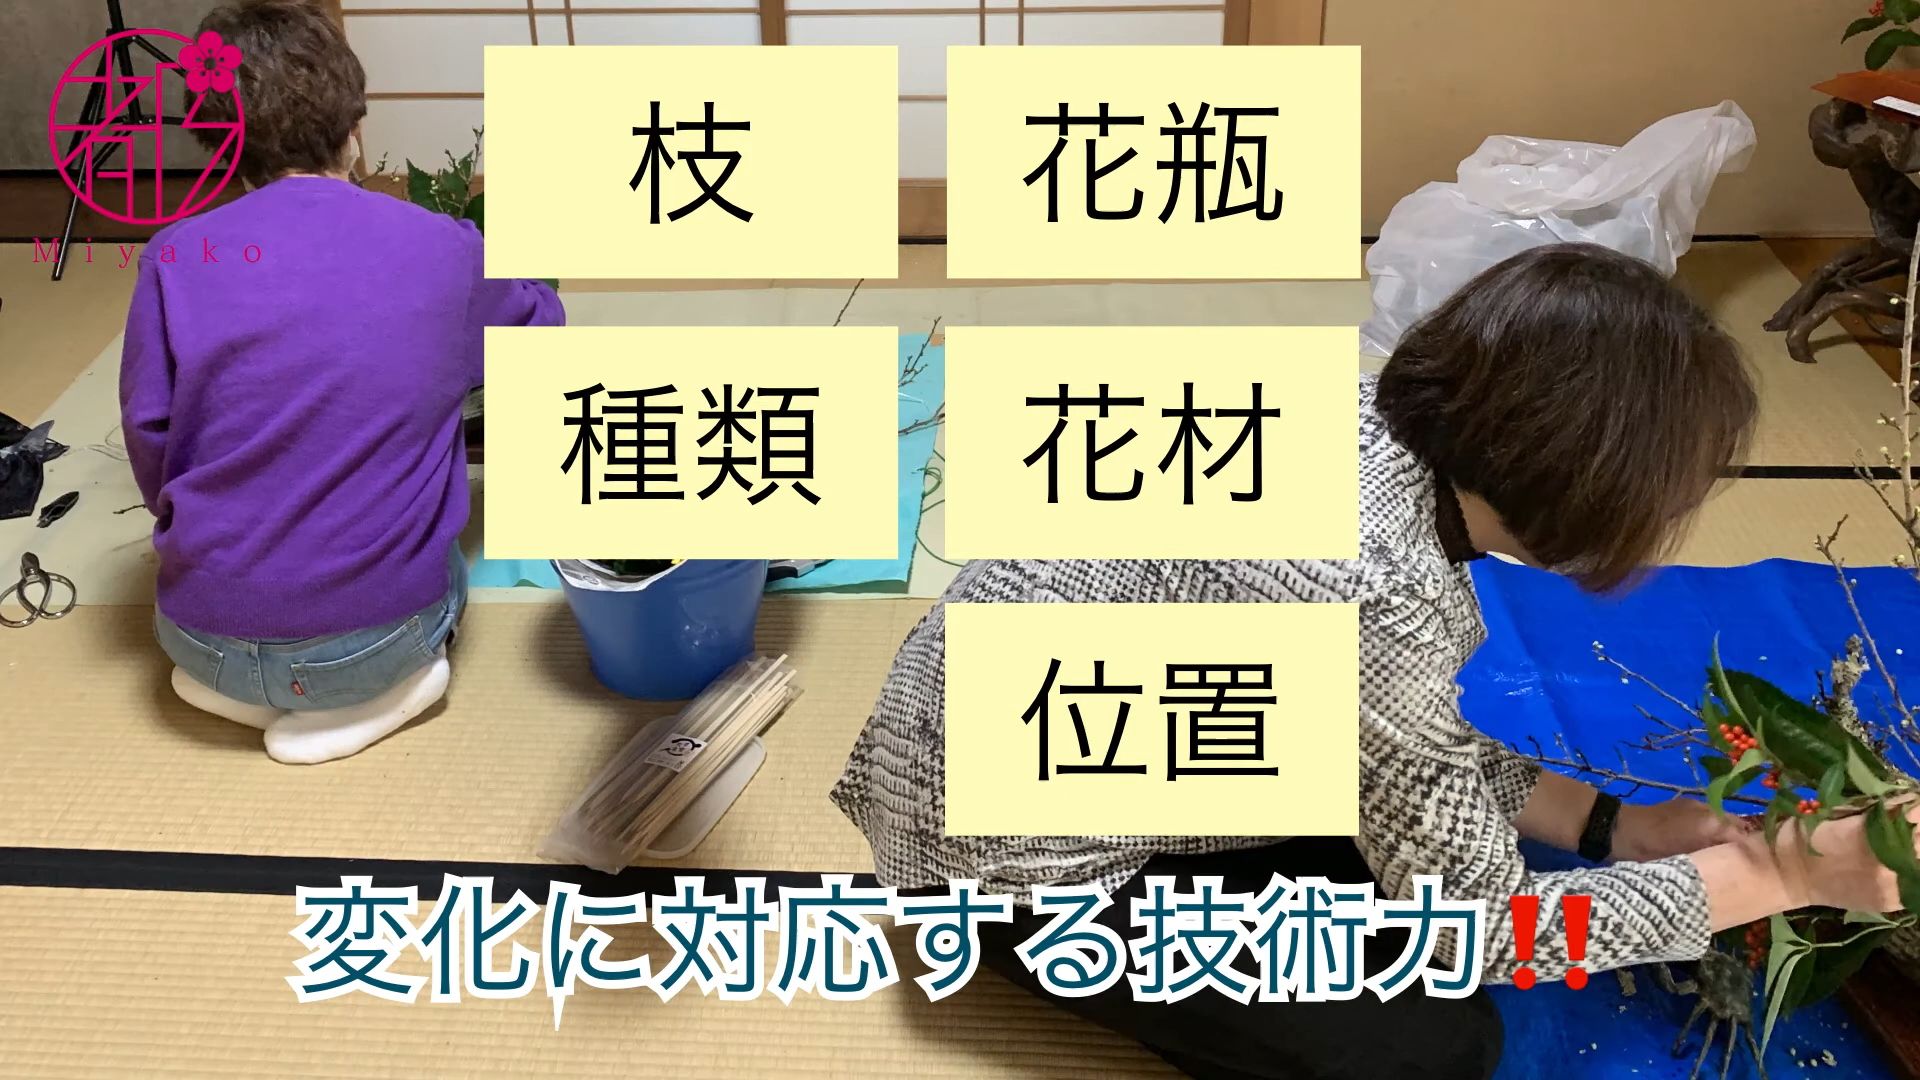 都
Miyako
枝
花瓶
種類
花材
位置
変化に対応する技術力‼